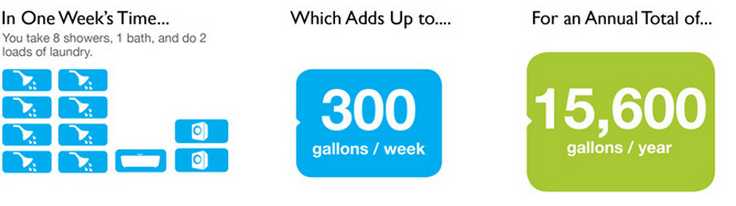 In One Week's Time...
You take 8 showers, 1 bath, and do 2
loads of laundry.
Which Adds Up to....
300
gallons / week
For an Annual Total of...
15,600
gallons / year